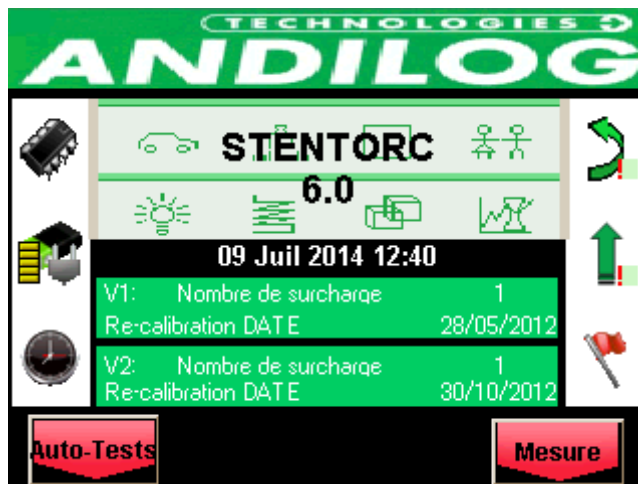 TECHNOLOGIES
ANDILOG
STENTORC
6.0
09 Juil 2014 12:40
V1: Nombre de surcharge 1
Re-calibration DATE 28/05/2012
V2: Nombre de surcharge 1
Re-calibration DATE 30/10/2012
Auto-Tests
Mesure